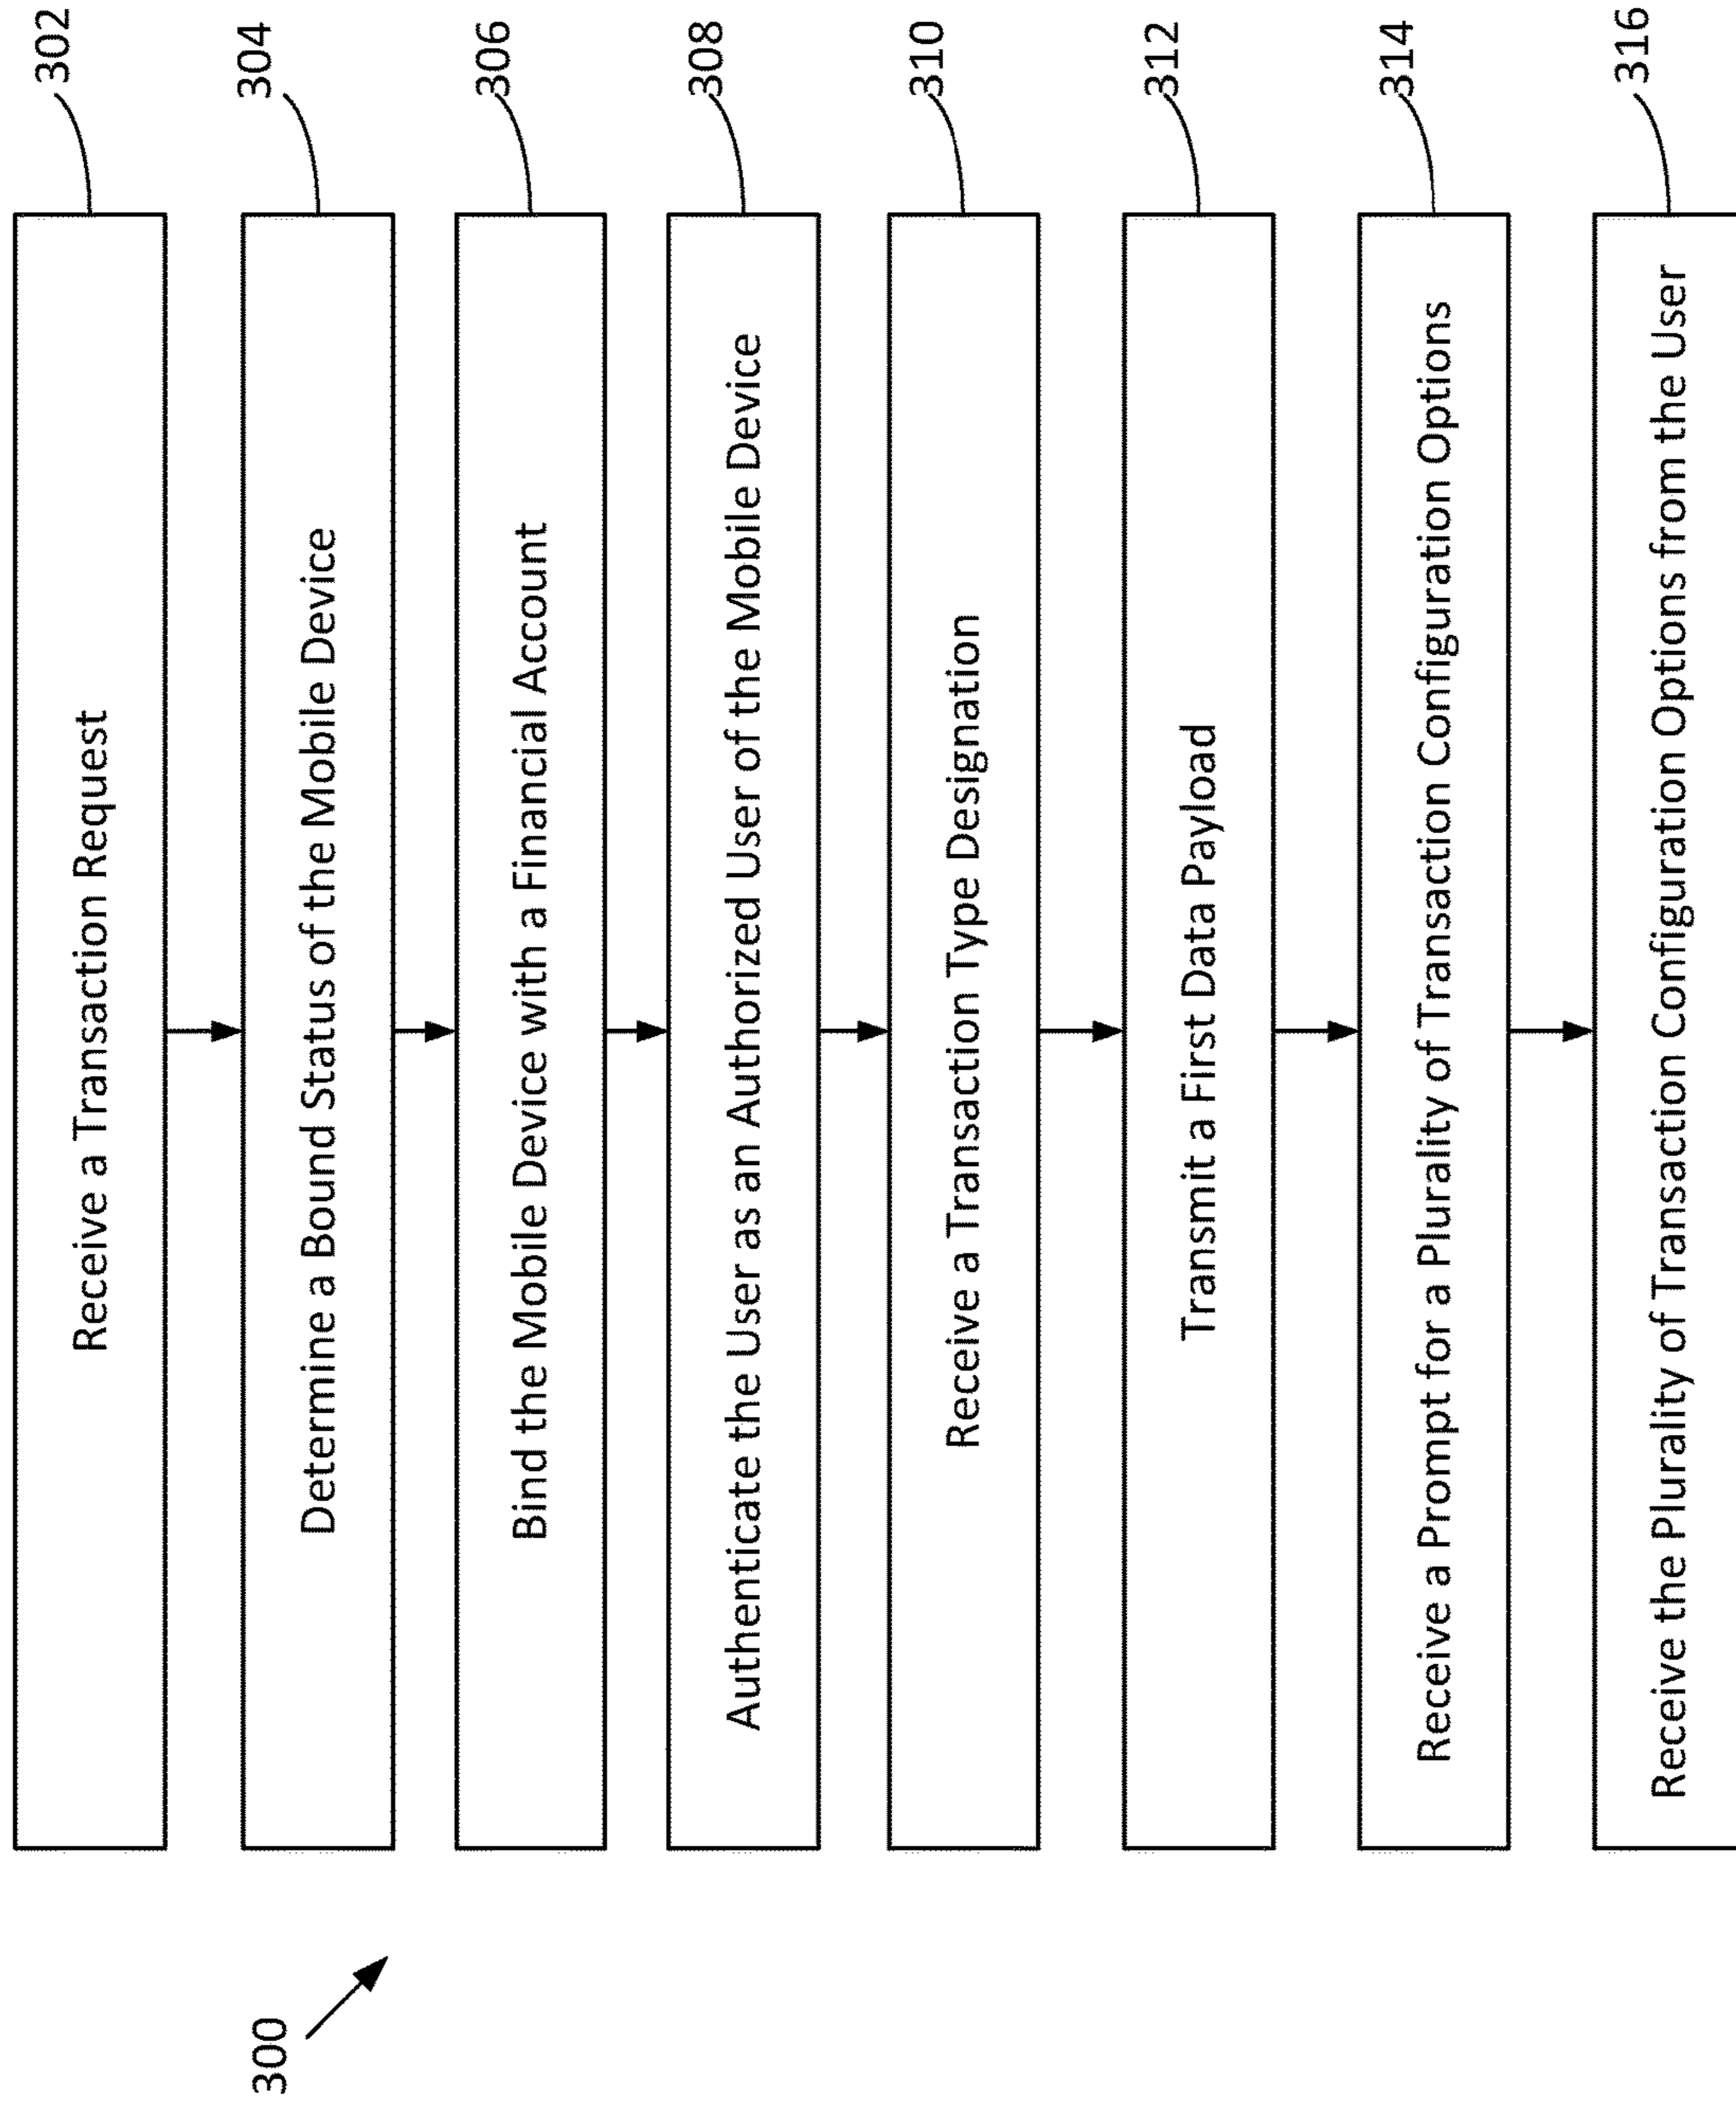 300
Receive a Transaction Request
302
Determine a Bound Status of the Mobile Device
304
Bind the Mobile Device with a Financial Account
306
Authenticate the User as an Authorized User of the Mobile Device
308
Receive a Transaction Type Designation
310
Transmit a First Data Payload
312
Receive a Prompt for a Plurality of Transaction Configuration Options
314
Receive the Plurality of Transaction Configuration Options from the User
316